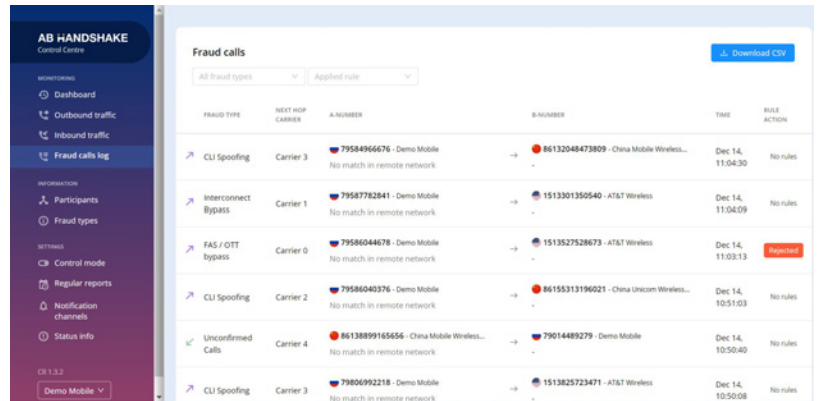 AB HANDSHAKE
Control Centre
MONITORING
Dashboard
Outbound traffic
Inbound traffic
Fraud calls log
INFORMATION
Participants
Fraud types
SETTINGS
Control mode
Regular reports
Notification
channels
Status info
CR 1.3.2
Demo Mobile
Fraud calls
Download CSV
All fraud types
Applied rule
FRAUD TYPE
NEXT HOP
CARRIER
A-NUMBER
B-NUMBER
TIME
RULE
ACTION
CLI Spoofing
Carrier 3
79584966676 - Demo Mobile
No match in remote network
→
86132048473809 - China Mobile Wireless...
-
Dec 14,
11:04:30
No rules
Interconnect
Bypass
Carrier 1
79587782841 - Demo Mobile
No match in remote network
→
1513301350540 - AT&T Wireless
-
Dec 14,
11:04:09
No rules
FAS / OTT
bypass
Carrier 0
79586044678 - Demo Mobile
No match in remote network
→
1513527528673 - AT&T Wireless
-
Dec 14,
11:03:13
Rejected
CLI Spoofing
Carrier 2
79586040376 - Demo Mobile
No match in remote network
→
86155313196021 - China Unicom Wireless...
-
Dec 14,
10:51:03
No rules
Unconfirmed
Calls
Carrier 4
86138899165656 - China Mobile Wireless...
No match in remote network
→
79014489279 - Demo Mobile
-
Dec 14,
10:50:40
No rules
CLI Spoofing
Carrier 3
79806992218 - Demo Mobile
No match in remote network
→
1513825723471 - AT&T Wireless
-
Dec 14,
10:50:08
No rules